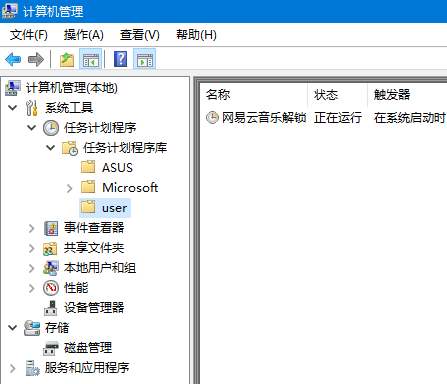 计算机管理
文件(F) 操作(A) 查看(V) 帮助(H)
计算机管理(本地)
系统工具
任务计划程序
任务计划程序库
ASUS
Microsoft
user
事件查看器
共享文件夹
本地用户和组
性能
设备管理器
存储
磁盘管理
服务和应用程序
名称 状态 触发器
网易云音乐解锁 正在运行 在系统启动时